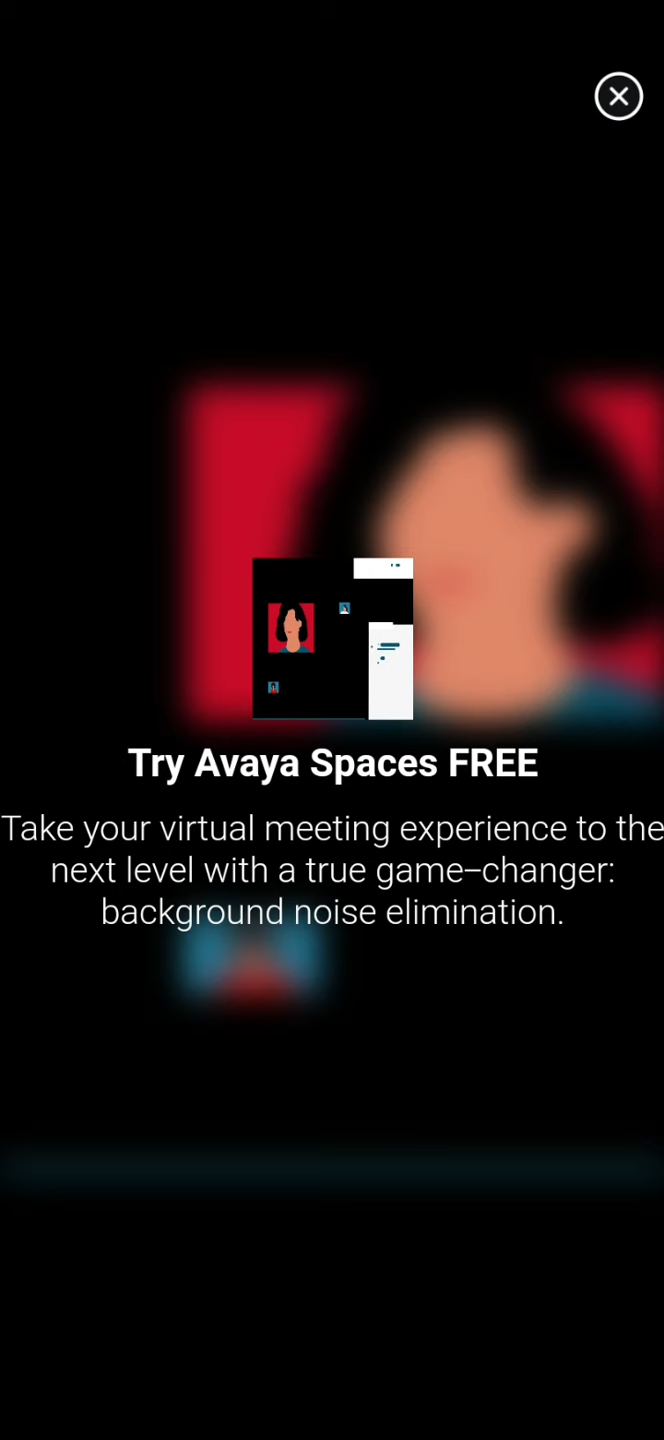 Try Avaya Spaces FREE
Take your virtual meeting experience to the
next level with a true game–changer:
background noise elimination.